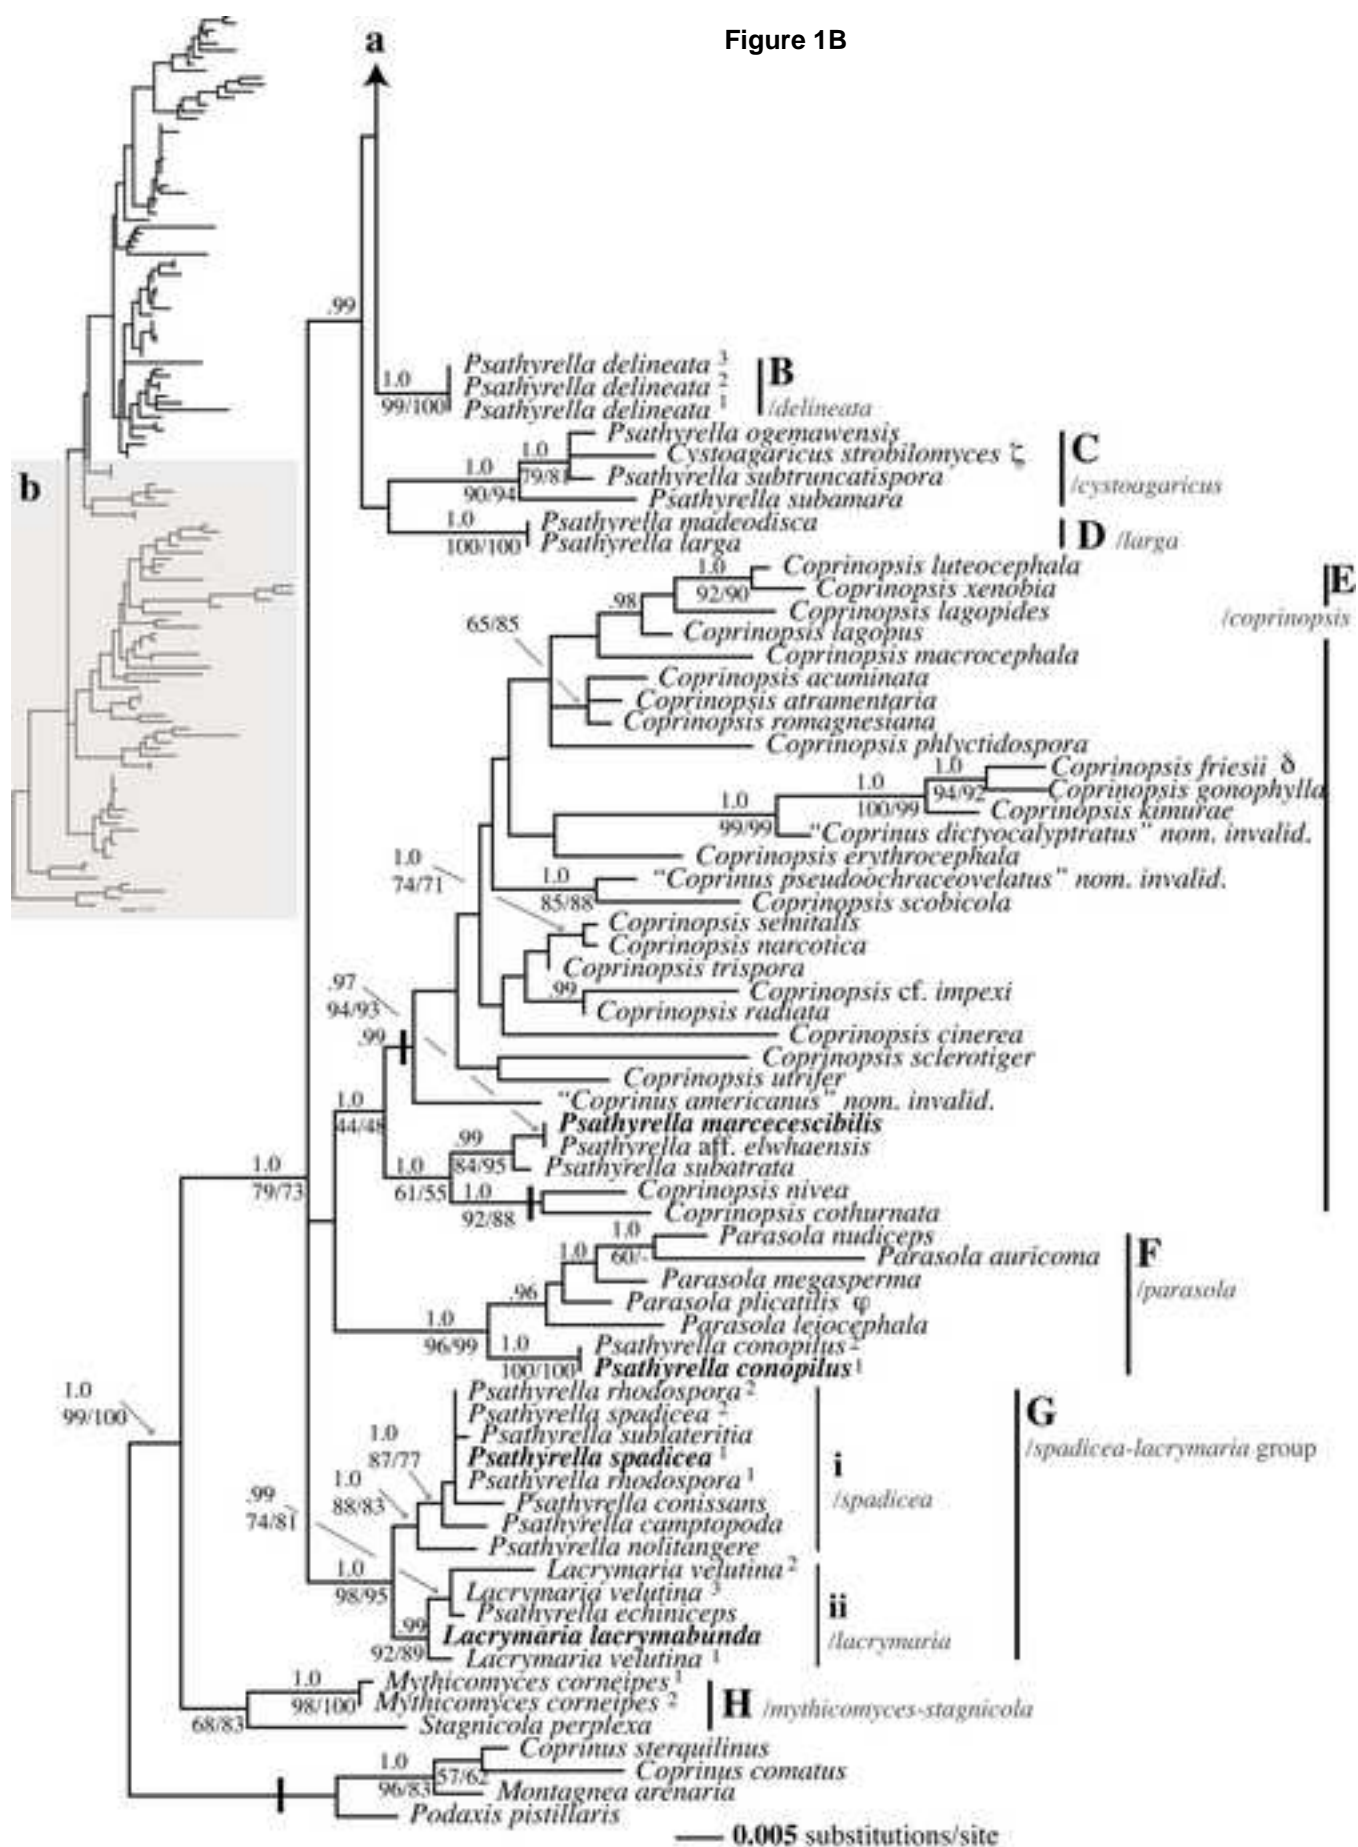 Figure 1B
a
b
.99
Psathyrella delineata 3
1.0
Psathyrella delineata 2
99/100
Psathyrella delineata 1
B
/delineata
Psathyrella ogemawensis
1.0
Cystoagaricus strobilomyces ζ
79/81
Psathyrella subtruncatispora
1.0
90/94
Psathyrella subamara
C
/cystoagaricus
1.0
Psathyrella madeodisca
100/100
Psathyrella larga
D /larga
1.0
Coprinopsis luteocephala
92/90
Coprinopsis xenobia
.98
Coprinopsis lagopides
Coprinopsis lagopus
65/85
Coprinopsis macrocephala
E
/coprinopsis
Coprinopsis acuminata
Coprinopsis atramentaria
Coprinopsis romagnesiana
Coprinopsis phlyctidospora
1.0
Coprinopsis friesii δ
94/92
Coprinopsis gonophylla
1.0
100/99
Coprinopsis kimurae
1.0
99/99
"Coprinus dictyocalyptratus" nom. invalid.
Coprinopsis erythrocephala
1.0
"Coprinus pseudoochraceovelatus" nom. invalid.
85/88
Coprinopsis scobicola
1.0
74/71
Coprinopsis semitalis
Coprinopsis narcotica
Coprinopsis trispora
.99
Coprinopsis cf. impexi
Coprinopsis radiata
Coprinopsis cinerea
Coprinopsis sclerotiger
Coprinopsis utrifer
.99
"Coprinus americanus" nom. invalid.
.97
94/93
1.0
44/48
Psathyrella marcecescibilis
Psathyrella aff. elwhaensis
.99
84/95
Psathyrella subatrata
1.0
61/55
1.0
Coprinopsis nivea
92/88
Coprinopsis cothurnata
1.0
79/73
1.0
Parasola nudiceps
60/-
Parasola auricoma
1.0
Parasola megasperma
.96
Parasola plicatilis φ
Parasola leiocephala
1.0
96/99
1.0
Psathyrella conopilus 2
100/100
Psathyrella conopilus 1
F
/parasola
1.0
99/100
Psathyrella rhodospora 2
Psathyrella spadicea 2
Psathyrella sublateritia
1.0
87/77
Psathyrella spadicea 1
Psathyrella rhodospora 1
1.0
88/83
Psathyrella conissans
Psathyrella camptopoda
Psathyrella nolitangere
i
/spadicea
G
/spadicea-lacrymaria group
.99
74/81
1.0
98/95
Lacrymaria velutina 2
Lacrymaria velutina 3
Psathyrella echiniceps
.99
92/89
Lacrymaria lacrymabunda
Lacrymaria velutina 1
ii
/lacrymaria
1.0
Mythicomyces corneipes 1
98/100
Mythicomyces corneipes 2
68/83
Stagnicola perplexa
H /mythicomyces-stagnicola
Coprinus sterquilinus
1.0
57/62
Coprinus comatus
96/83
Montagnea arenaria
Podaxis pistillaris
0.005 substitutions/site